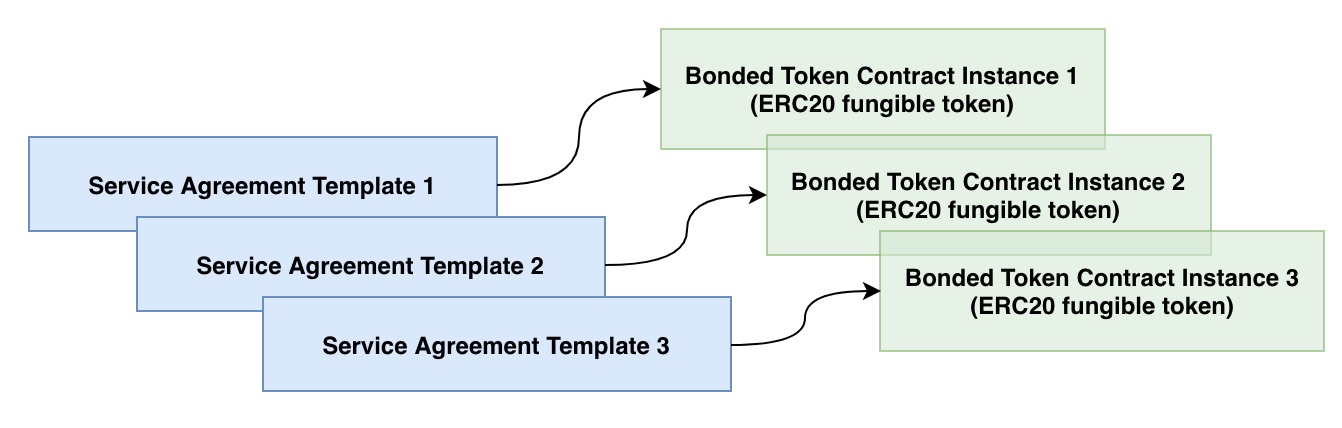 Bonded Token Contract Instance 1
(ERC20 fungible token)
Service Agreement Template 1
Bonded Token Contract Instance 2
(ERC20 fungible token)
Service Agreement Template 2
Bonded Token Contract Instance 3
(ERC20 fungible token)
Service Agreement Template 3